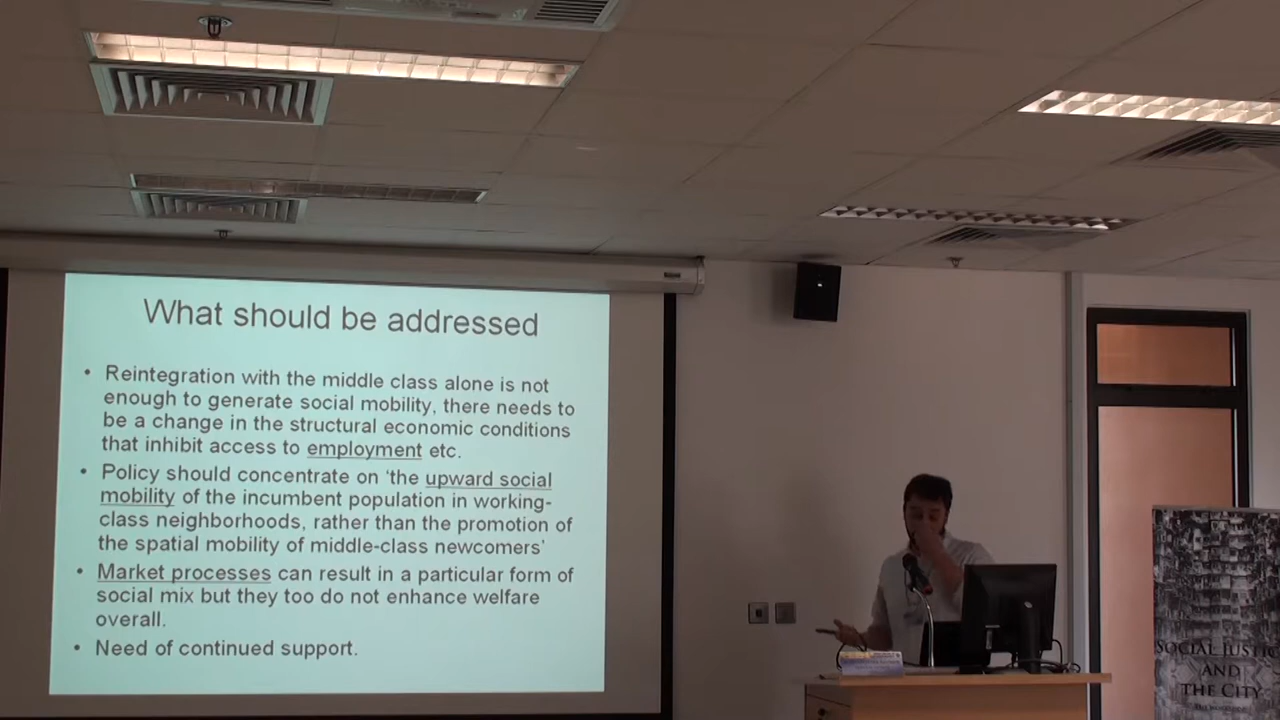 What should be addressed
• Reintegration with the middle class alone is not
enough to generate social mobility, there needs to
be a change in the structural economic conditions
that inhibit access to employment etc.
• Policy should concentrate on ‘the upward social
mobility of the incumbent population in working-
class neighborhoods, rather than the promotion of
the spatial mobility of middle-class newcomers’
• Market processes can result in a particular form of
social mix but they too do not enhance welfare
overall.
• Need of continued support.
SOCIAL JUSTIC
AND
THE CITY